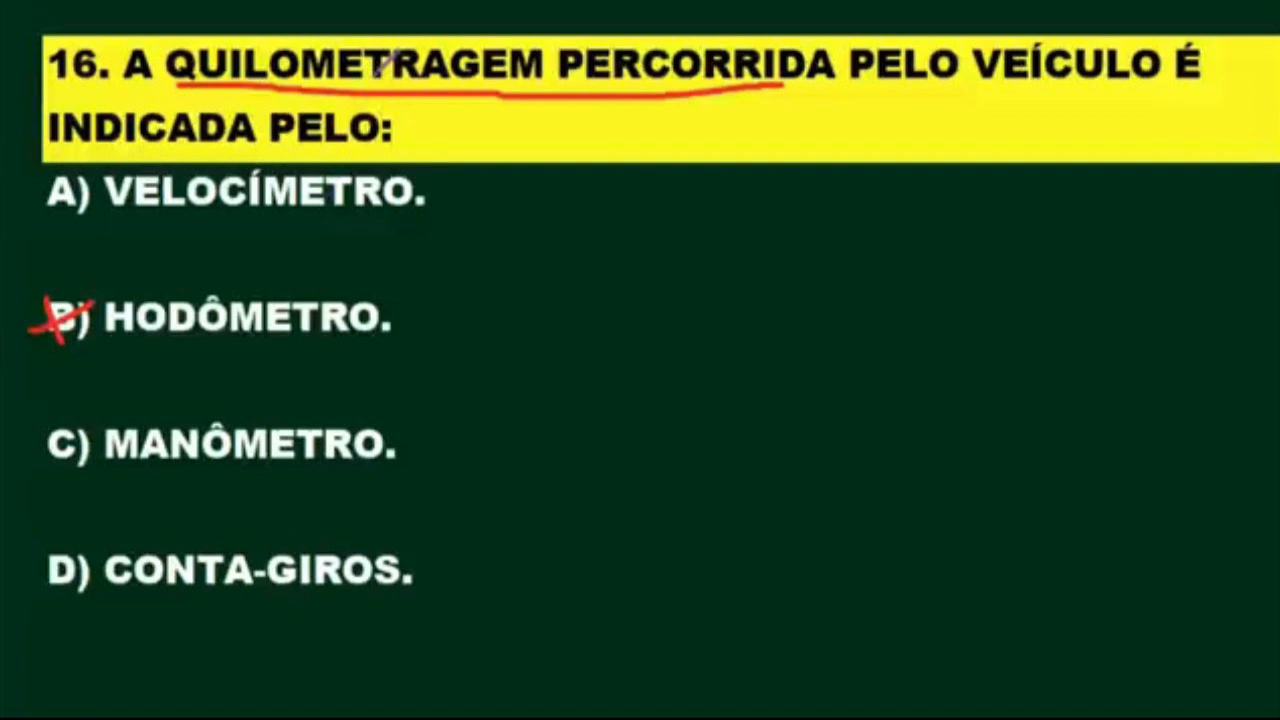 16. A QUILOMETRAGEM PERCORRIDA PELO VEÍCULO É
INDICADA PELO:
A) VELOCÍMETRO.
B) HODÔMETRO.
C) MANÔMETRO.
D) CONTA-GIROS.